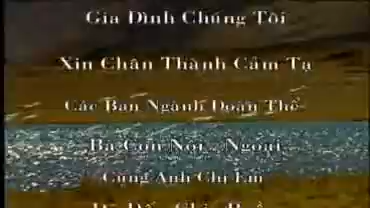 Gia Đình Chúng Tôi
Xin Chân Thành Cảm Tạ
Các Ban Ngành Đoàn Thể
Bà Con Nội , Ngoại
Cùng Anh Chị Em